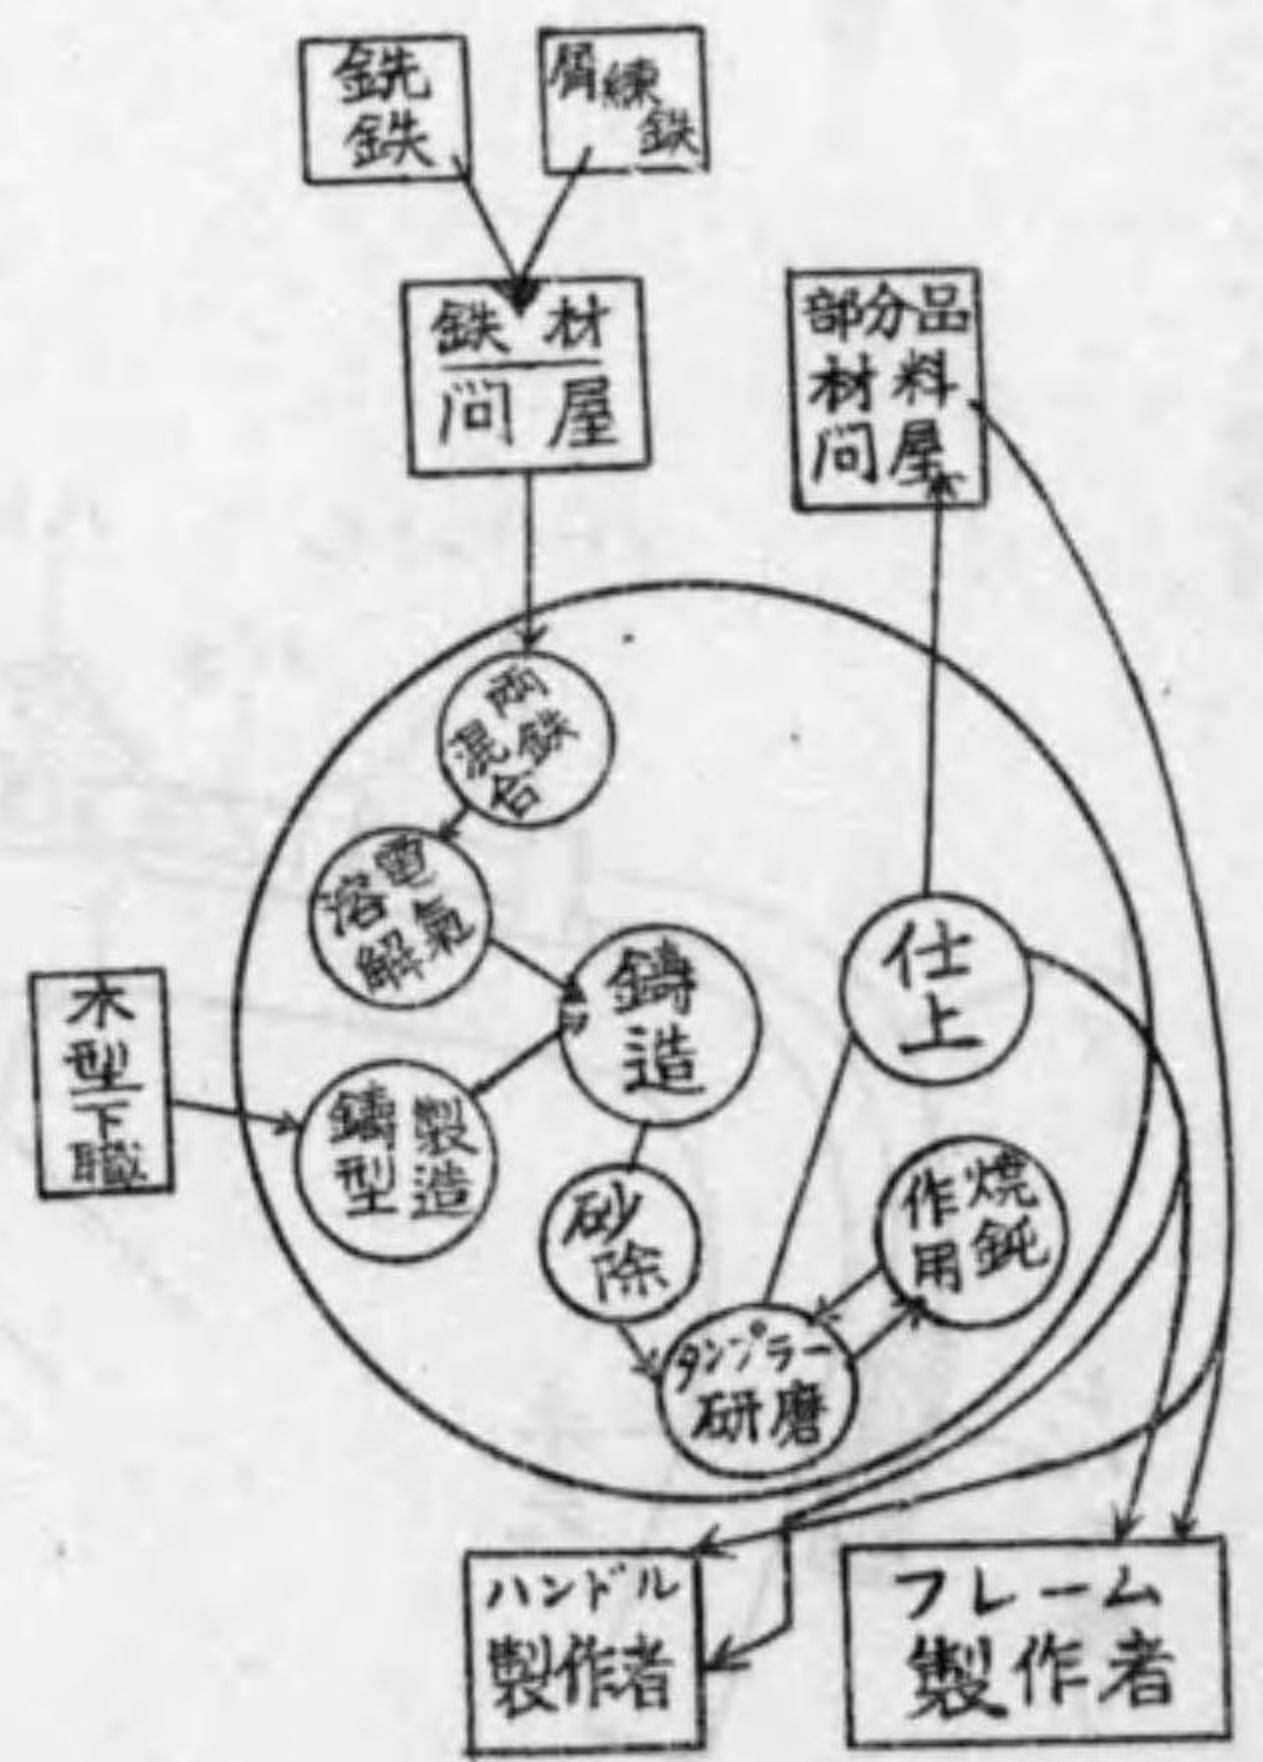 銑
鉄
屑練
鉄
鉄材
問屋
部分品
材料
問屋
両鉄
混合
電氣
溶解
鋳
造
仕
上
木
型
下
職
鋳型
製造
砂
除
焼鈍
作用
タンプラー
研磨
ハンドル
製作者
フレーム
製作者